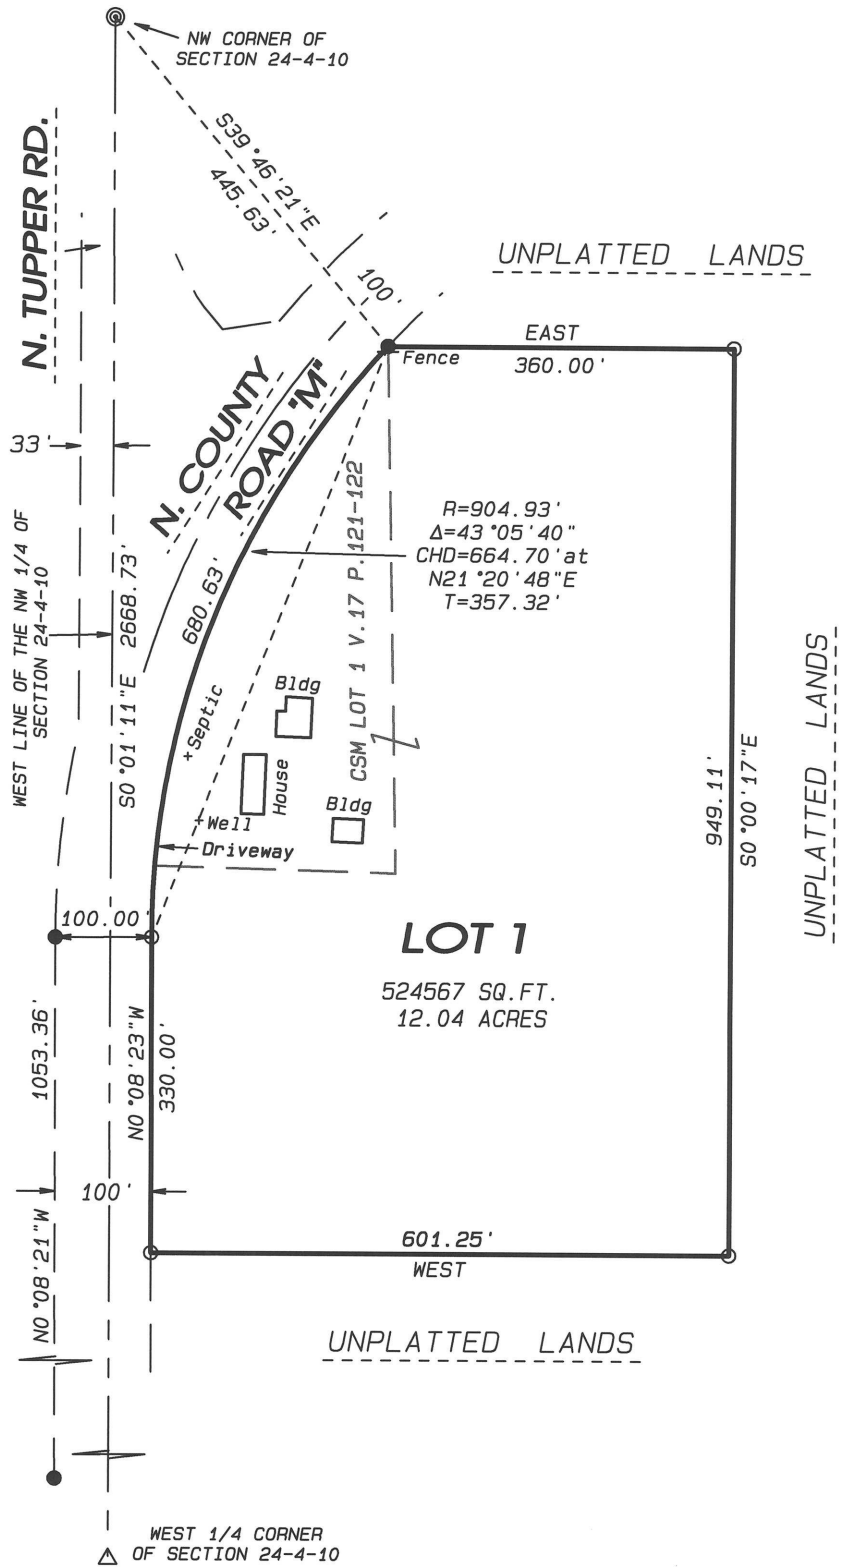 NW CORNER OF
SECTION 24-4-10
N. TUPPER RD.
S39°46'21"E
445.63'
100'
UNPLATTED LANDS
EAST
360.00'
Fence
N. COUNTY
ROAD "M"
33'
WEST LINE OF THE NW 1/4 OF
SECTION 24-4-10
2668.73'
S0°01'11"E
680.63'
CSM LOT 1 V.17 P.121-122
R=904.93'
Δ=43°05'40"
CHD=664.70'at
N21°20'48"E
T=357.32'
+Septic
Bldg
House
Bldg
+Well
Driveway
949.11'
S0°00'17"E
UNPLATTED LANDS
100.00'
LOT 1
524567 SQ.FT.
12.04 ACRES
1053.36'
N0°08'23"W
330.00'
100'
N0°08'21"W
601.25'
WEST
UNPLATTED LANDS
WEST 1/4 CORNER
OF SECTION 24-4-10